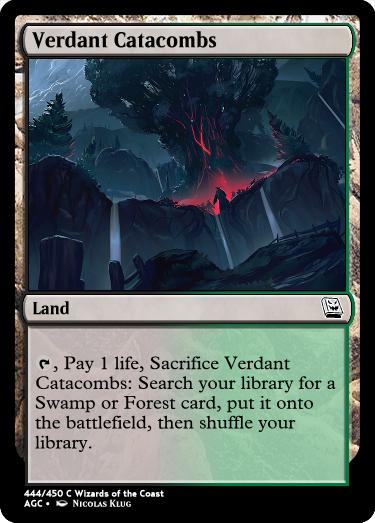 Verdant Catacombs
Land
, Pay 1 life, Sacrifice Verdant
Catacombs: Search your library for a
Swamp or Forest card, put it onto
the battlefield, then shuffle your
library.
444/450 C Wizards of the Coast
AGC • Nicolas Klug